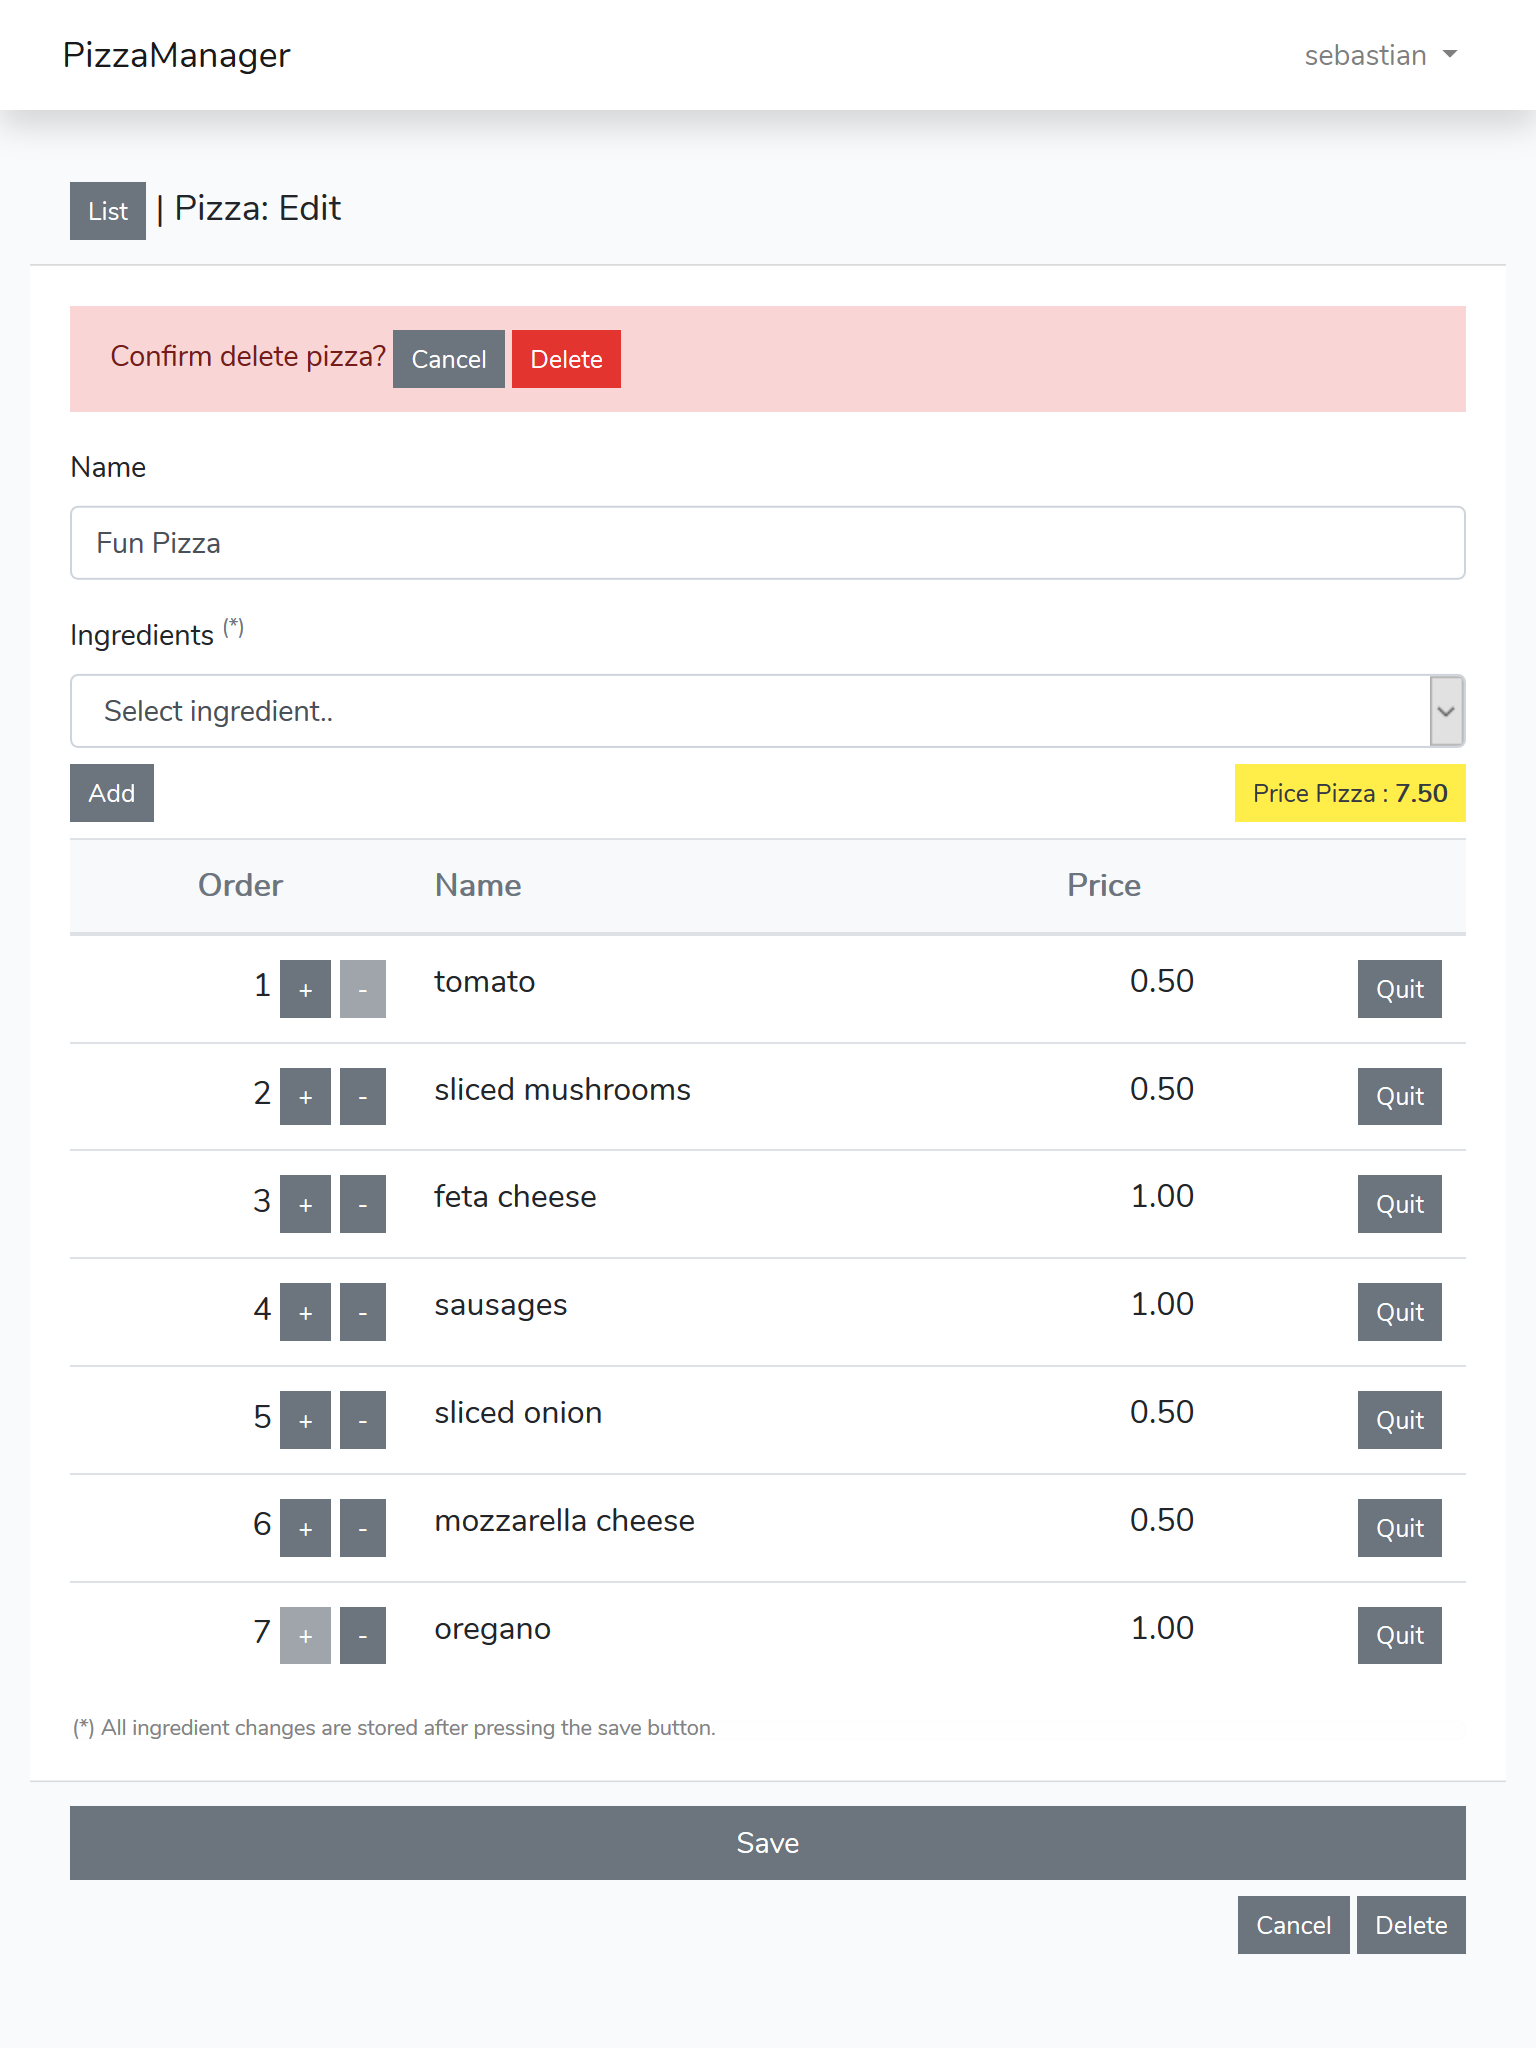 PizzaManager sebastian
List | Pizza: Edit
Confirm delete pizza? Cancel Delete
Name
Fun Pizza
Ingredients (*)
Select ingredient..
Add Price Pizza : 7.50
Order Name Price
1 + - tomato 0.50 Quit
2 + - sliced mushrooms 0.50 Quit
3 + - feta cheese 1.00 Quit
4 + - sausages 1.00 Quit
5 + - sliced onion 0.50 Quit
6 + - mozzarella cheese 0.50 Quit
7 + - oregano 1.00 Quit
(*) All ingredient changes are stored after pressing the save button.
Save
Cancel Delete